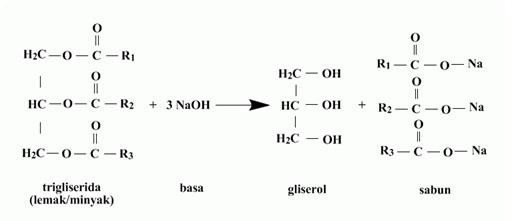 O
||
H₂C — O — C — R₁
|
O
||
HC — O — C — R₂ + 3 NaOH
|
O
||
H₂C — O — C — R₃
trigliserida
(lemak/minyak)
basa
H₂C — OH
|
HC — OH
|
H₂C — OH
gliserol
+
O
||
R₁ — C — O — Na
O
||
R₂ — C — O — Na
O
||
R₃ — C — O — Na
sabun